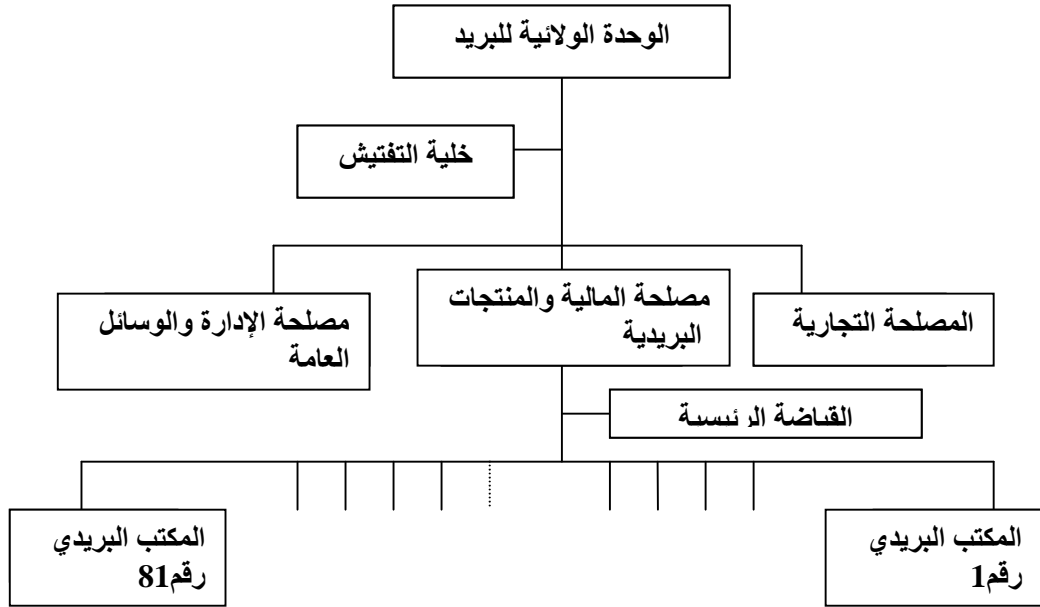 الوحدة الولائية للبريد
خلية التفتيش
المصلحة التجارية
مصلحة المالية والمنتجات
البريدية
مصلحة الإدارة والوسائل
العامة
القباضة الرئيسية
المكتب البريدي
رقم1
المكتب البريدي
رقم81